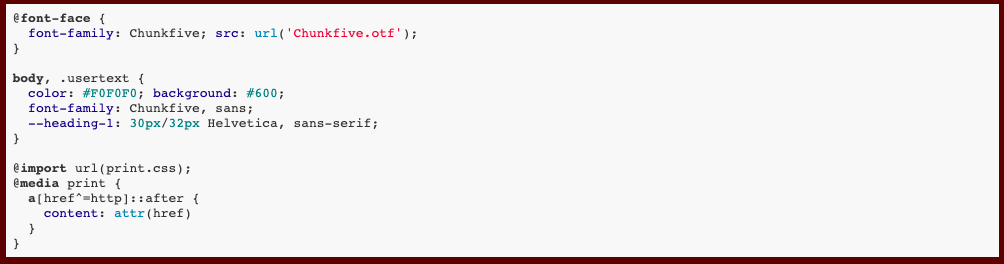 @font-face {
  font-family: Chunkfive; src: url('Chunkfive.otf');
}

body, .usertext {
  color: #F0F0F0; background: #600;
  font-family: Chunkfive, sans;
  --heading-1: 30px/32px Helvetica, sans-serif;
}

@import url(print.css);
@media print {
  a[href^=http]::after {
    content: attr(href)
  }
}